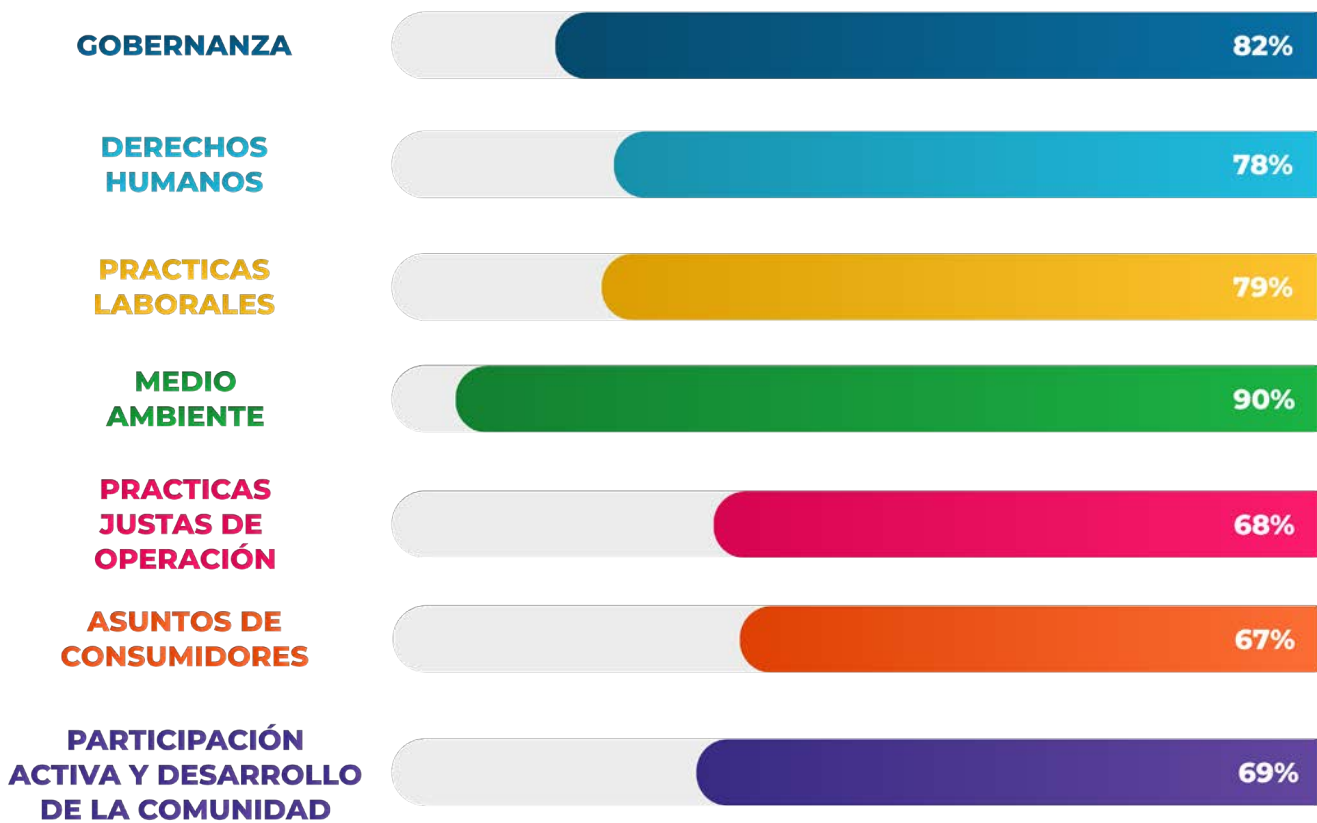 GOBERNANZA
82%
DERECHOS
HUMANOS
78%
PRACTICAS
LABORALES
79%
MEDIO
AMBIENTE
90%
PRACTICAS
JUSTAS DE
OPERACIÓN
68%
ASUNTOS DE
CONSUMIDORES
67%
PARTICIPACIÓN
ACTIVA Y DESARROLLO
DE LA COMUNIDAD
69%